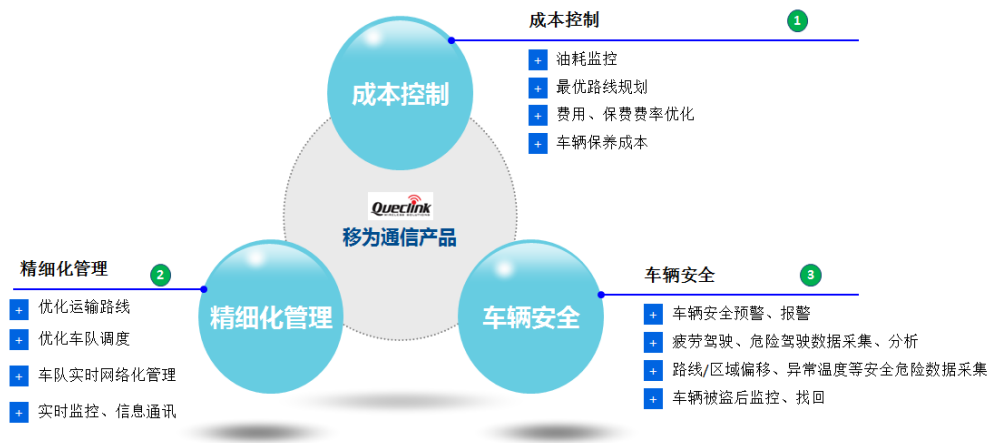 成本控制
1
油耗监控
最优路线规划
费用、保费费率优化
车辆保养成本
成本控制
Queclink
WIRELESS SOLUTIONS
移为通信产品
精细化管理
2
优化运输路线
优化车队调度
车队实时网络化管理
实时监控、信息通讯
精细化管理
车辆安全
车辆安全
3
车辆安全预警、报警
疲劳驾驶、危险驾驶数据采集、分析
路线/区域偏移、异常温度等安全危险数据采集
车辆被盗后监控、找回